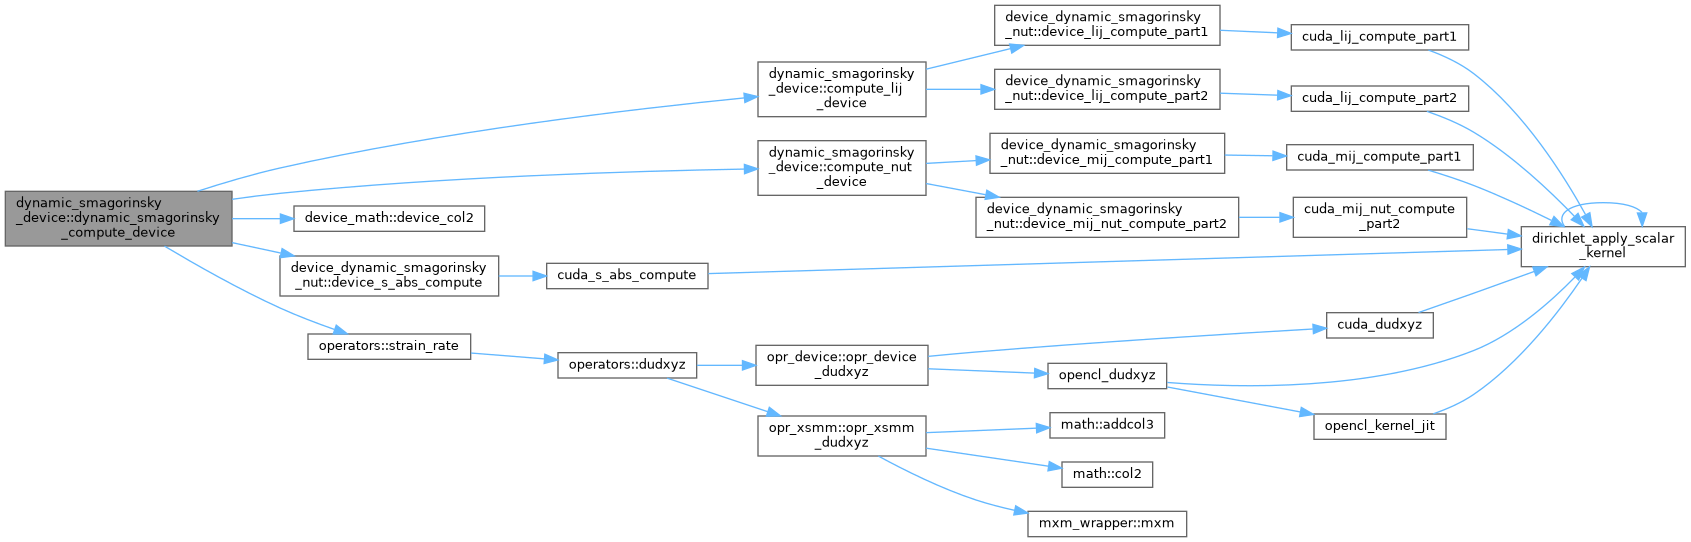 dynamic_smagorinsky
_device::dynamic_smagorinsky
_compute_device
dynamic_smagorinsky
_device::compute_lij
_device
device_dynamic_smagorinsky
_nut::device_lij_compute_part1
cuda_lij_compute_part1
device_dynamic_smagorinsky
_nut::device_lij_compute_part2
cuda_lij_compute_part2
dynamic_smagorinsky
_device::compute_nut
_device
device_dynamic_smagorinsky
_nut::device_mij_compute_part1
cuda_mij_compute_part1
device_dynamic_smagorinsky
_nut::device_mij_nut_compute_part2
cuda_mij_nut_compute
_part2
dirichlet_apply_scalar
_kernel
device_math::device_col2
device_dynamic_smagorinsky
_nut::device_s_abs_compute
cuda_s_abs_compute
operators::strain_rate
operators::dudxyz
opr_device::opr_device
_dudxyz
cuda_dudxyz
opencl_dudxyz
opencl_kernel_jit
opr_xsmm::opr_xsmm
_dudxyz
math::addcol3
math::col2
mxm_wrapper::mxm